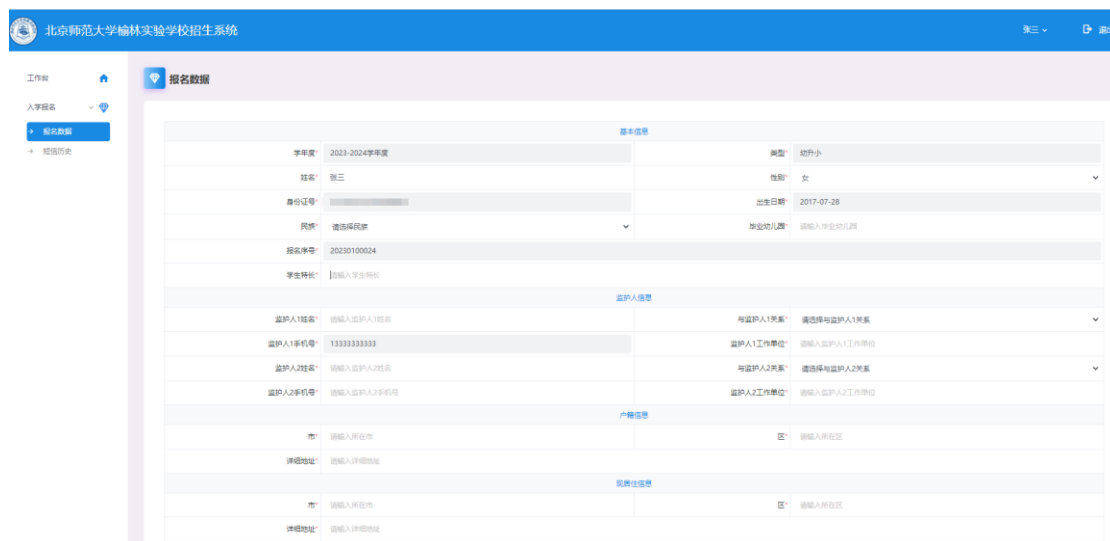 北京师范大学榆林实验学校招生系统 张三 退出
工作台
报名数据
入学报名
报名数据
短信历史
基本信息
学年度* 2023-2024学年度 类型* 幼升小
姓名* 张三 性别* 女
身份证号* 出生日期* 2017-07-28
民族* 请选择民族 毕业幼儿园* 请输入毕业幼儿园
报名序号* 20230100024
学生特长* 请输入学生特长
监护人信息
监护人1姓名* 请输入监护人1姓名 与监护人1关系* 请选择与监护人1关系
监护人1手机号* 13333333333 监护人1工作单位* 请输入监护人1工作单位
监护人2姓名* 请输入监护人2姓名 与监护人2关系* 请选择与监护人2关系
监护人2手机号* 请输入监护人2手机号 监护人2工作单位* 请输入监护人2工作单位
户籍信息
市* 请输入所在市 区* 请输入所在区
详细地址* 请输入详细地址
现居住信息
市* 请输入所在市 区* 请输入所在区
详细地址* 请输入详细地址